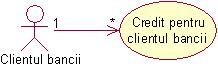 1
*
Credit pentru
clientul bancii
Clientul bancii